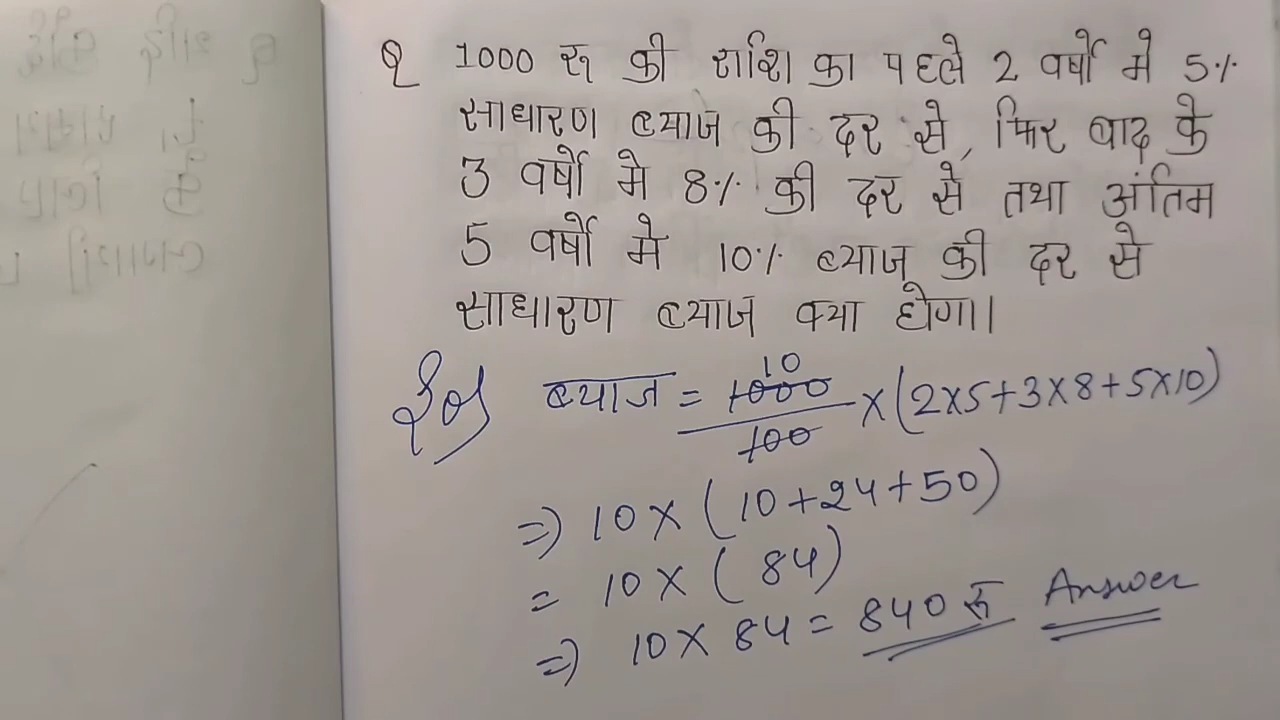 Q 1000 रू की राशि का पहले 2 वर्षो मे 5%
साधारण ब्याज की दर से, फिर बाद के
3 वर्षो मे 8% की दर से तथा अंतिम
5 वर्षो मे 10% ब्याज की दर से
साधारण ब्याज क्या होगा।
Sol ब्याज = 1000/100 10 × (2×5+3×8+5×10)
=) 10 × (10+24+50)
= 10 × (84)
=) 10 × 84 = 840 रू Answer